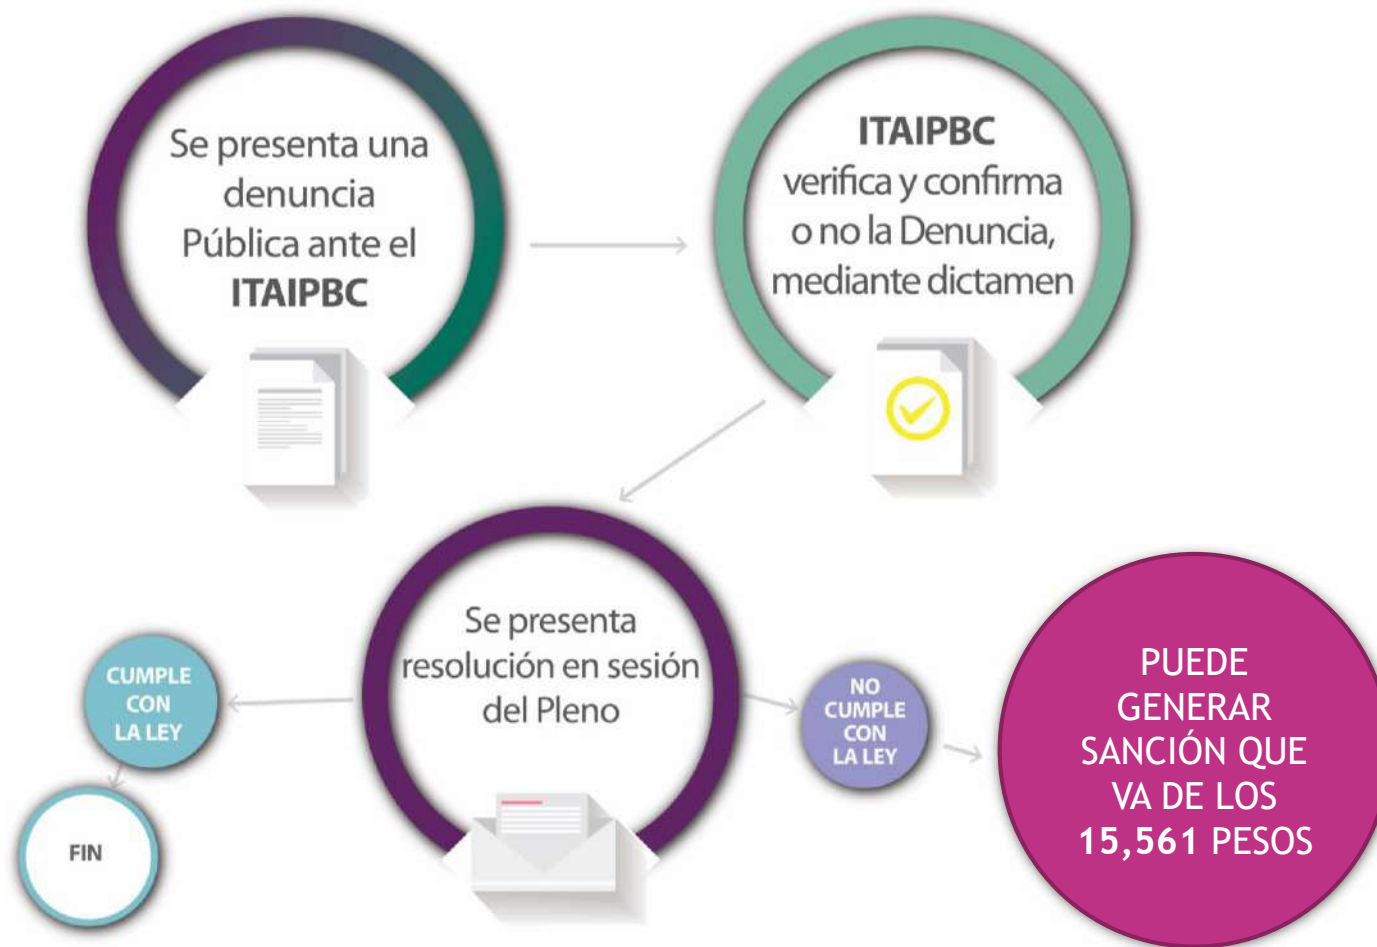 Se presenta una
denuncia
Pública ante el
ITAIPBC
ITAIPBC
verifica y confirma
o no la Denuncia,
mediante dictamen
Se presenta
resolución en sesión
del Pleno
CUMPLE
CON
LA LEY
FIN
NO
CUMPLE
CON
LA LEY
PUEDE
GENERAR
SANCIÓN QUE
VA DE LOS
15,561 PESOS